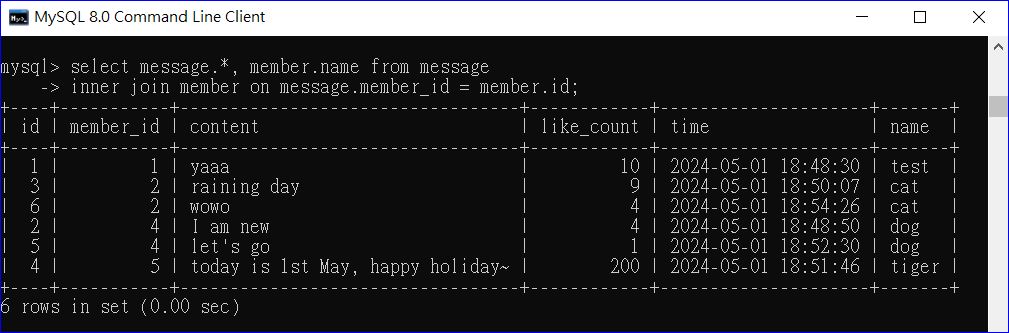 MySQL 8.0 Command Line Client
mysql> select message.*, member.name from message
    -> inner join member on message.member_id = member.id;
+----+-----------+----------------------------------+------------+---------------------+-------+
| id | member_id | content                          | like_count | time                | name  |
+----+-----------+----------------------------------+------------+---------------------+-------+
|  1 |         1 | yaaa                             |         10 | 2024-05-01 18:48:30 | test  |
|  3 |         2 | raining day                      |          9 | 2024-05-01 18:50:07 | cat   |
|  6 |         2 | wowo                             |          4 | 2024-05-01 18:54:26 | cat   |
|  2 |         4 | I am new                         |          4 | 2024-05-01 18:48:50 | dog   |
|  5 |         4 | let's go                         |          1 | 2024-05-01 18:52:30 | dog   |
|  4 |         5 | today is 1st May, happy holiday~ |        200 | 2024-05-01 18:51:46 | tiger |
+----+-----------+----------------------------------+------------+---------------------+-------+
6 rows in set (0.00 sec)